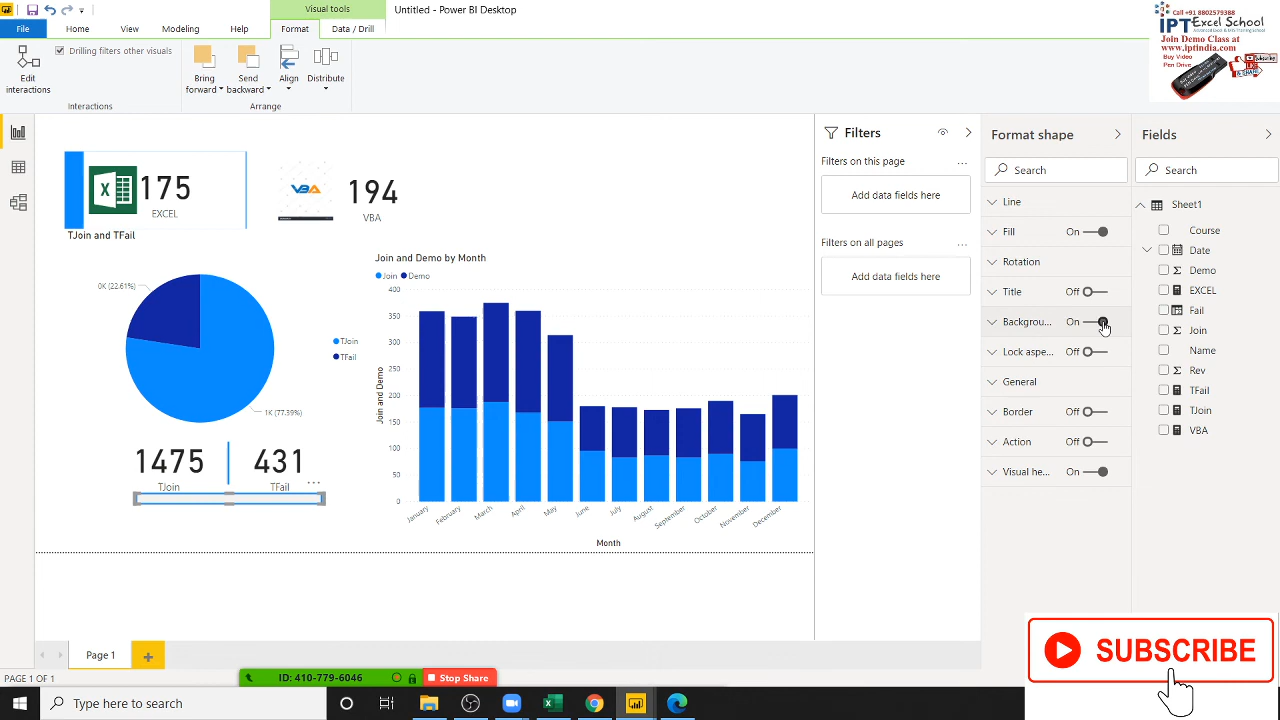 Visual tools
Untitled - Power BI Desktop
File
Home
View
Modeling
Help
Format
Data / Drill
Edit interactions
Drilling filters other visuals
Bring forward
Send backward
Align
Distribute
Interactions
Arrange
Call +91 8802579388
IPT Excel School
Advanced Excel & MIS Training School
Join Demo Class at
www.iptindia.com
Buy Video
Pen Drive
Subscribe
X
175
EXCEL
VBA
194
VBA
TJoin and TFail
0K (22.61%)
1K (77.39%)
TJoin
TFail
1475
TJoin
431
TFail
Join and Demo by Month
Join
Demo
400
350
300
250
200
150
100
50
0
Join and Demo
January
February
March
April
May
June
July
August
September
October
November
December
Month
Filters
Filters on this page
Add data fields here
Filters on all pages
Add data fields here
Format shape
Search
Line
Fill On
Rotation
Title Off
Backgrou... On
Lock aspe... Off
General
Border Off
Action Off
Visual he... On
Fields
Search
Sheet1
Course
Date
Demo
EXCEL
Fail
Join
Name
Rev
TFail
TJoin
VBA
SUBSCRIBE
Page 1
PAGE 1 OF 1
ID: 410-779-6046
Stop Share
Type here to search